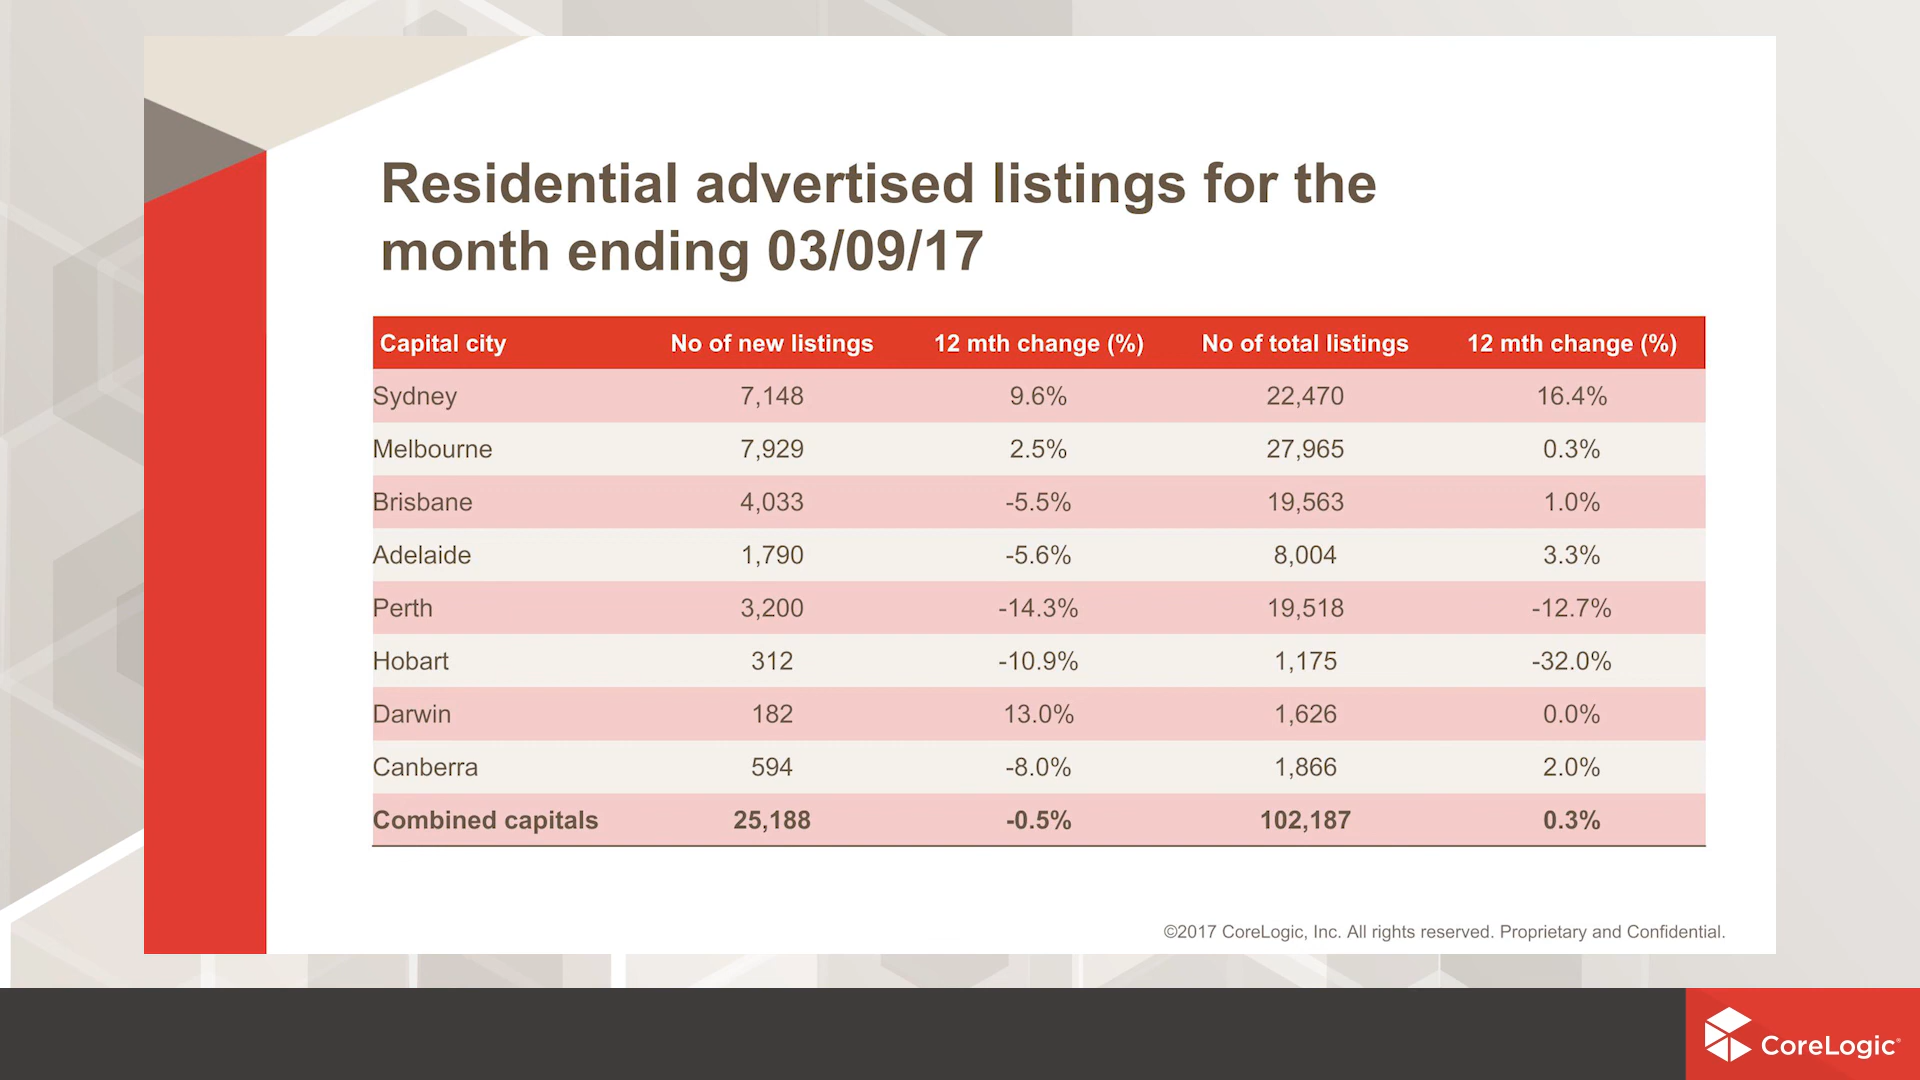 Residential advertised listings for the
month ending 03/09/17
Capital city No of new listings 12 mth change (%) No of total listings 12 mth change (%)
Sydney 7,148 9.6% 22,470 16.4%
Melbourne 7,929 2.5% 27,965 0.3%
Brisbane 4,033 -5.5% 19,563 1.0%
Adelaide 1,790 -5.6% 8,004 3.3%
Perth 3,200 -14.3% 19,518 -12.7%
Hobart 312 -10.9% 1,175 -32.0%
Darwin 182 13.0% 1,626 0.0%
Canberra 594 -8.0% 1,866 2.0%
Combined capitals 25,188 -0.5% 102,187 0.3%
©2017 CoreLogic, Inc. All rights reserved. Proprietary and Confidential.
CoreLogic